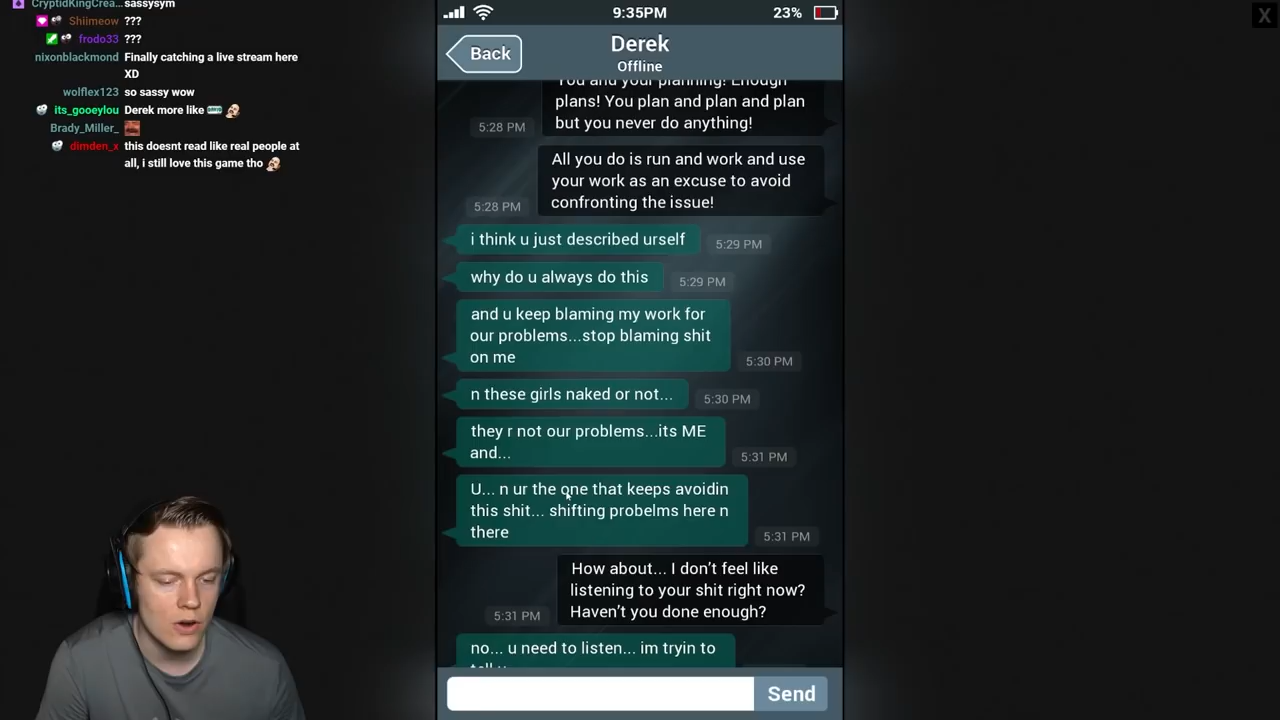 CryptidKingCrea... sassysym
Shiimeow ???
frodo33 ???
nixonblackmond Finally catching a live stream here
XD
wolflex123 so sassy wow
its_gooeylou Derek more like
Brady_Miller_
dimden_x this doesnt read like real people at
all, i still love this game tho
9:35PM
23%
X
Back
Derek
Offline
You and your planning! Enough
plans! You plan and plan and plan
but you never do anything!
5:28 PM
All you do is run and work and use
your work as an excuse to avoid
confronting the issue!
5:28 PM
i think u just described urself
5:29 PM
why do u always do this
5:29 PM
and u keep blaming my work for
our problems...stop blaming shit
on me
5:30 PM
n these girls naked or not...
5:30 PM
they r not our problems...its ME
and...
5:31 PM
U... n ur the one that keeps avoidin
this shit... shifting probelms here n
there
5:31 PM
How about... I don't feel like
listening to your shit right now?
Haven't you done enough?
5:31 PM
no... u need to listen... im tryin to
tell u
Send